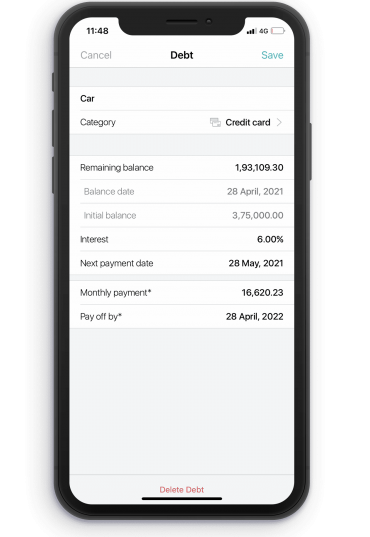 11:48 4G
Cancel Debt Save
Car
Category Credit card
Remaining balance 1,93,109.30
Balance date 28 April, 2021
Initial balance 3,75,000.00
Interest 6.00%
Next payment date 28 May, 2021
Monthly payment* 16,620.23
Pay off by* 28 April, 2022
Delete Debt